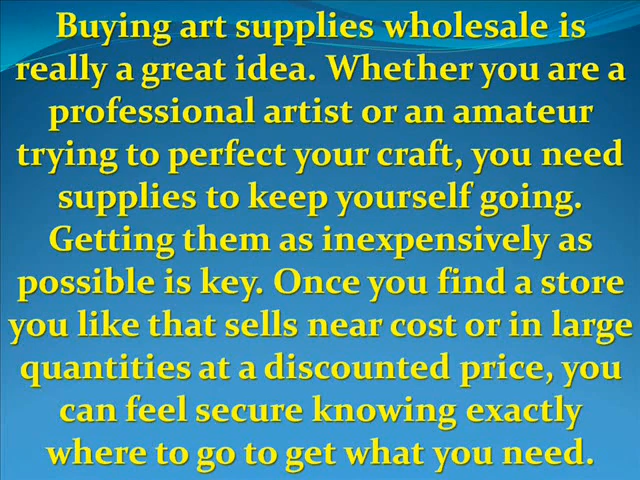 Buying art supplies wholesale is
really a great idea. Whether you are a
professional artist or an amateur
trying to perfect your craft, you need
supplies to keep yourself going.
Getting them as inexpensively as
possible is key. Once you find a store
you like that sells near cost or in large
quantities at a discounted price, you
can feel secure knowing exactly
where to go to get what you need.